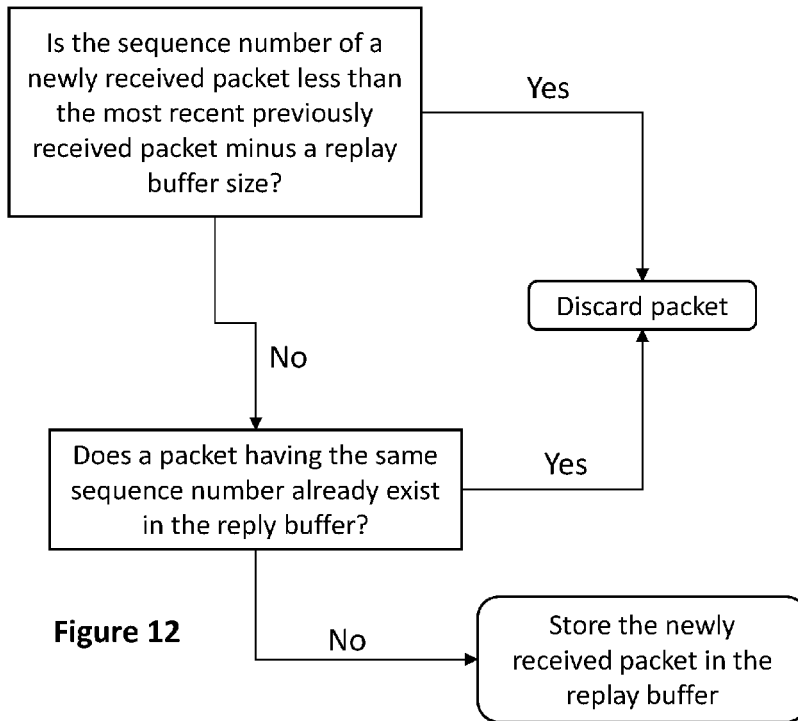 Is the sequence number of a
newly received packet less than
the most recent previously
received packet minus a replay
buffer size?
Yes
Discard packet
No
Does a packet having the same
sequence number already exist
in the reply buffer?
Yes
Figure 12
No
Store the newly
received packet in the
replay buffer